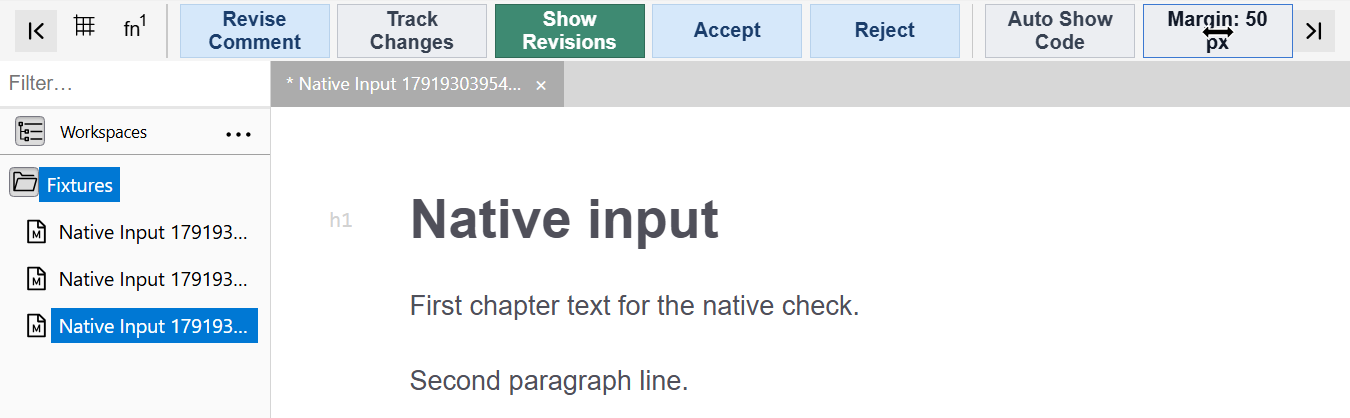 fn1
Revise
Comment
Track
Changes
Show
Revisions
Accept
Reject
Auto Show
Code
Margin: 50
px
Filter…
* Native Input 17919303954... ×
Workspaces
Fixtures
Native Input 179193...
Native Input 179193...
Native Input 179193...
h1
Native input
First chapter text for the native check.
Second paragraph line.